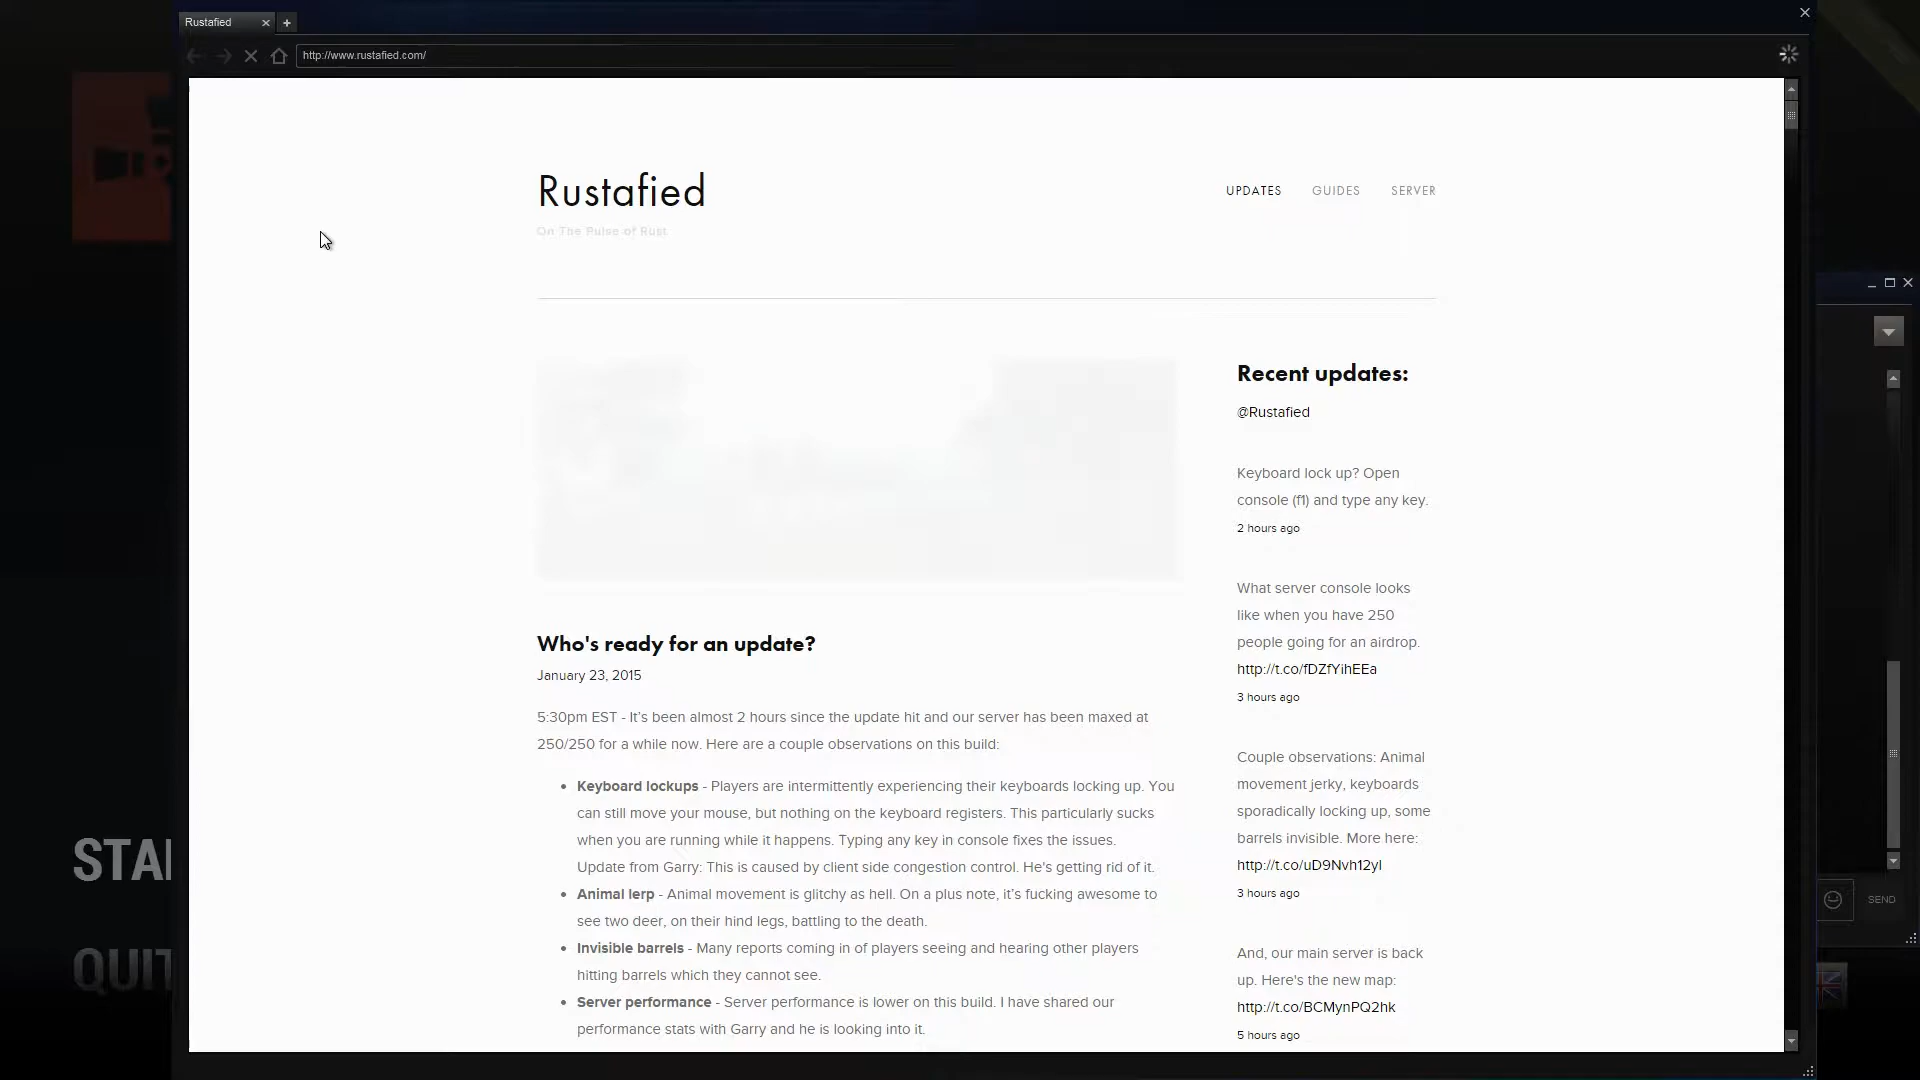 Rustafied
http://www.rustafied.com/
Rustafied
On The Pulse of Rust
UPDATES
GUIDES
SERVER
Who's ready for an update?
January 23, 2015
5:30pm EST - It’s been almost 2 hours since the update hit and our server has been maxed at
250/250 for a while now. Here are a couple observations on this build:
• Keyboard lockups - Players are intermittently experiencing their keyboards locking up. You
can still move your mouse, but nothing on the keyboard registers. This particularly sucks
when you are running while it happens. Typing any key in console fixes the issues.
Update from Garry: This is caused by client side congestion control. He's getting rid of it.
• Animal lerp - Animal movement is glitchy as hell. On a plus note, it’s fucking awesome to
see two deer, on their hind legs, battling to the death.
• Invisible barrels - Many reports coming in of players seeing and hearing other players
hitting barrels which they cannot see.
• Server performance - Server performance is lower on this build. I have shared our
performance stats with Garry and he is looking into it.
Recent updates:
@Rustafied
Keyboard lock up? Open
console (f1) and type any key.
2 hours ago
What server console looks
like when you have 250
people going for an airdrop.
http://t.co/fDZfYihEEa
3 hours ago
Couple observations: Animal
movement jerky, keyboards
sporadically locking up, some
barrels invisible. More here:
http://t.co/uD9Nvh12yl
3 hours ago
And, our main server is back
up. Here's the new map:
http://t.co/BCMynPQ2hk
5 hours ago
STA
QUIT
SEND